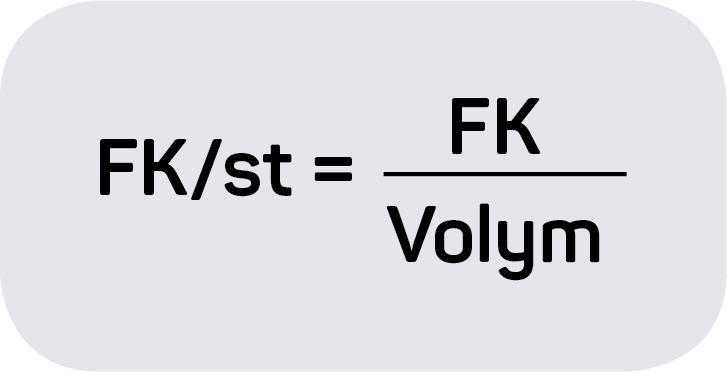 FK/st = FK
Volym